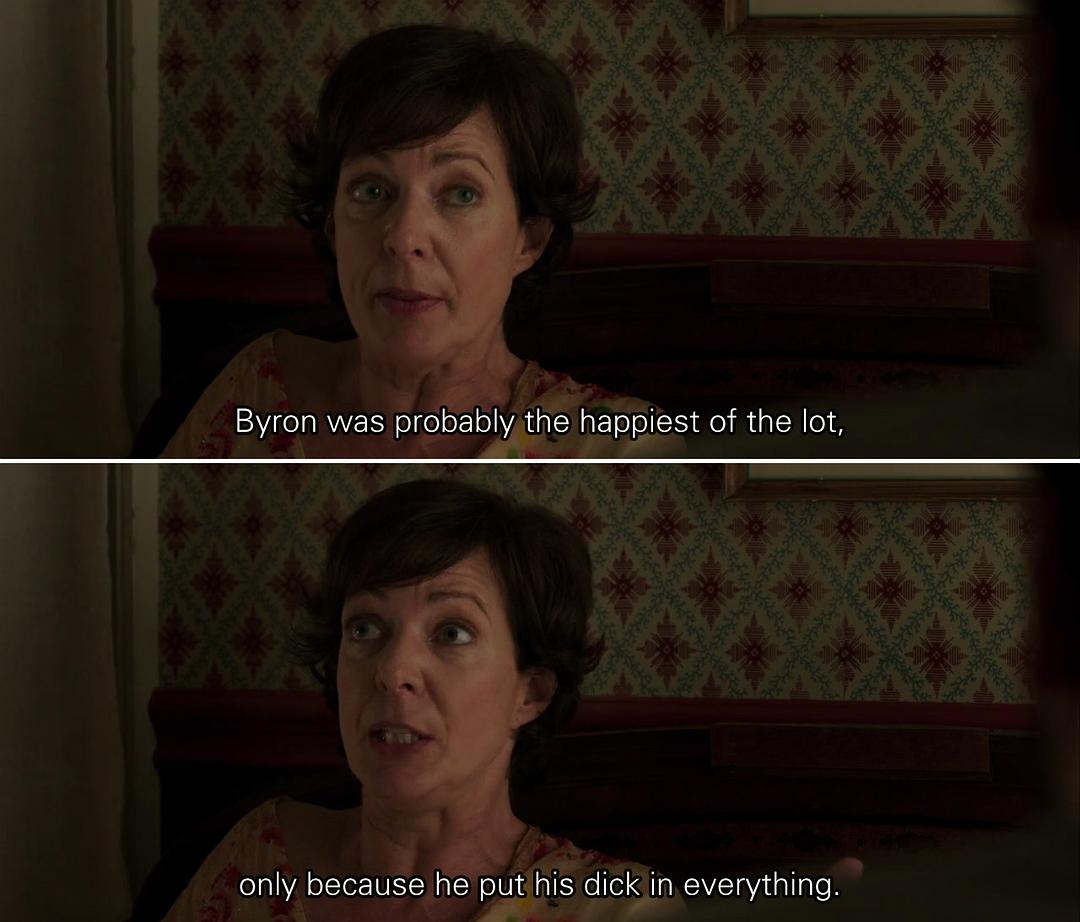 Byron was probably the happiest of the lot,
only because he put his dick in everything.